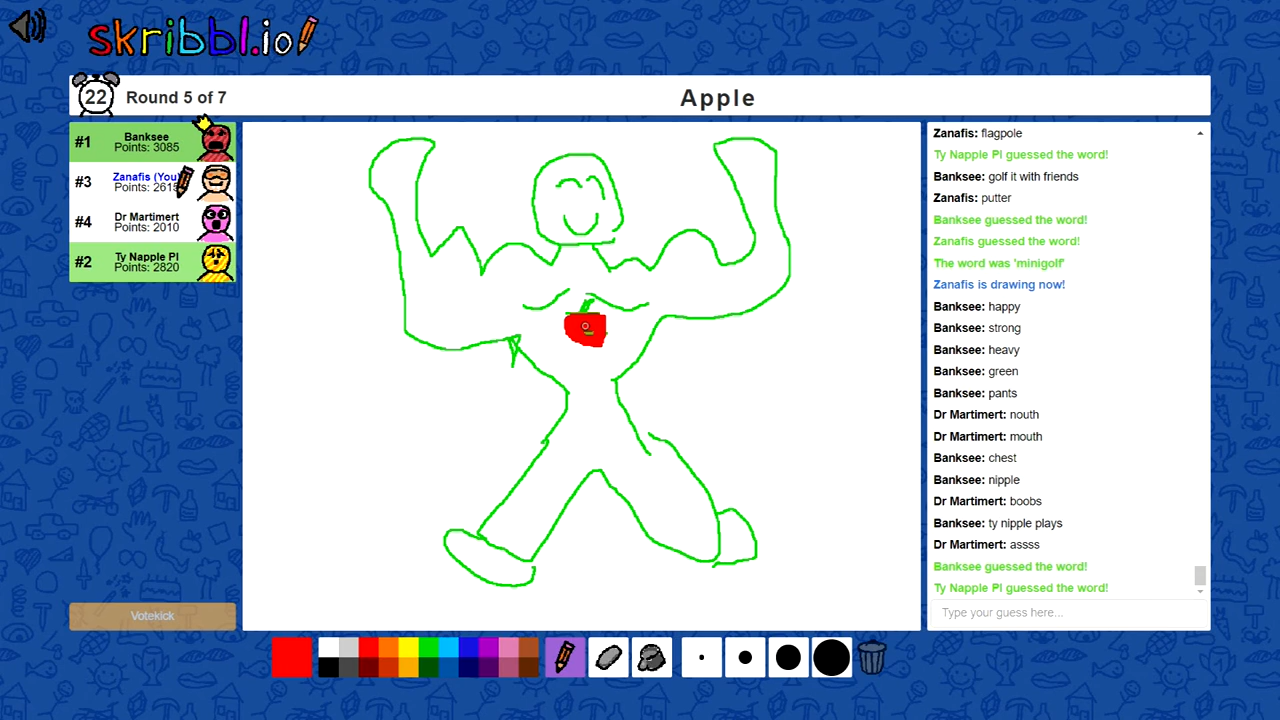 skribbl.io
22
Round 5 of 7
Apple
#1
Banksee
Points: 3085
#3
Zanafis (You)
Points: 2615
#4
Dr Martimert
Points: 2010
#2
Ty Napple Pl
Points: 2820
Votekick
Zanafis: flagpole
Ty Napple Pl guessed the word!
Banksee: golf it with friends
Zanafis: putter
Banksee guessed the word!
Zanafis guessed the word!
The word was 'minigolf'
Zanafis is drawing now!
Banksee: happy
Banksee: strong
Banksee: heavy
Banksee: green
Banksee: pants
Dr Martimert: nouth
Dr Martimert: mouth
Banksee: chest
Banksee: nipple
Dr Martimert: boobs
Banksee: ty nipple plays
Dr Martimert: assss
Banksee guessed the word!
Ty Napple Pl guessed the word!
Type your guess here...